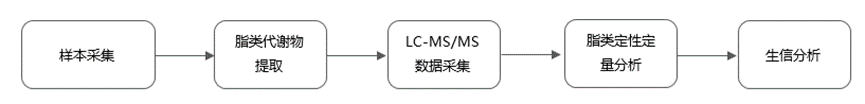 样本采集
脂类代谢物
提取
LC-MS/MS
数据采集
脂类定性定
量分析
生信分析